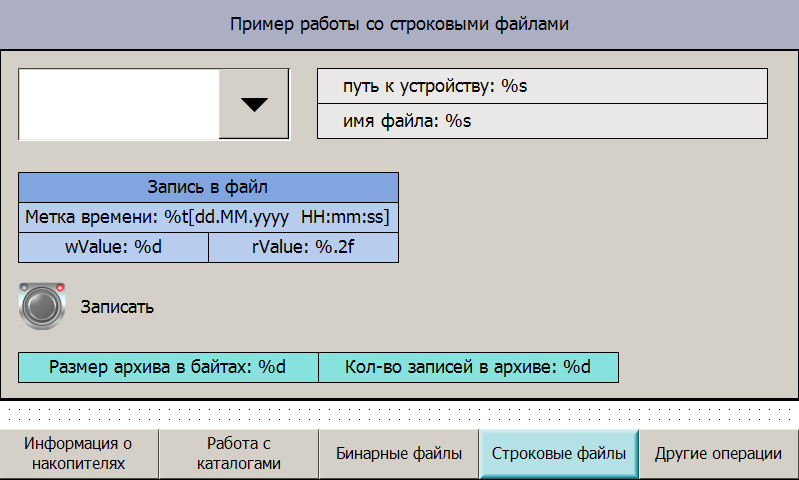 Пример работы со строковыми файлами
путь к устройству: %s
имя файла: %s
Запись в файл
Метка времени: %t[dd.MM.yyyy  HH:mm:ss]
wValue: %d
rValue: %.2f
Записать
Размер архива в байтах: %d
Кол-во записей в архиве: %d
Информация о
накопителях
Работа с
каталогами
Бинарные файлы
Строковые файлы
Другие операции